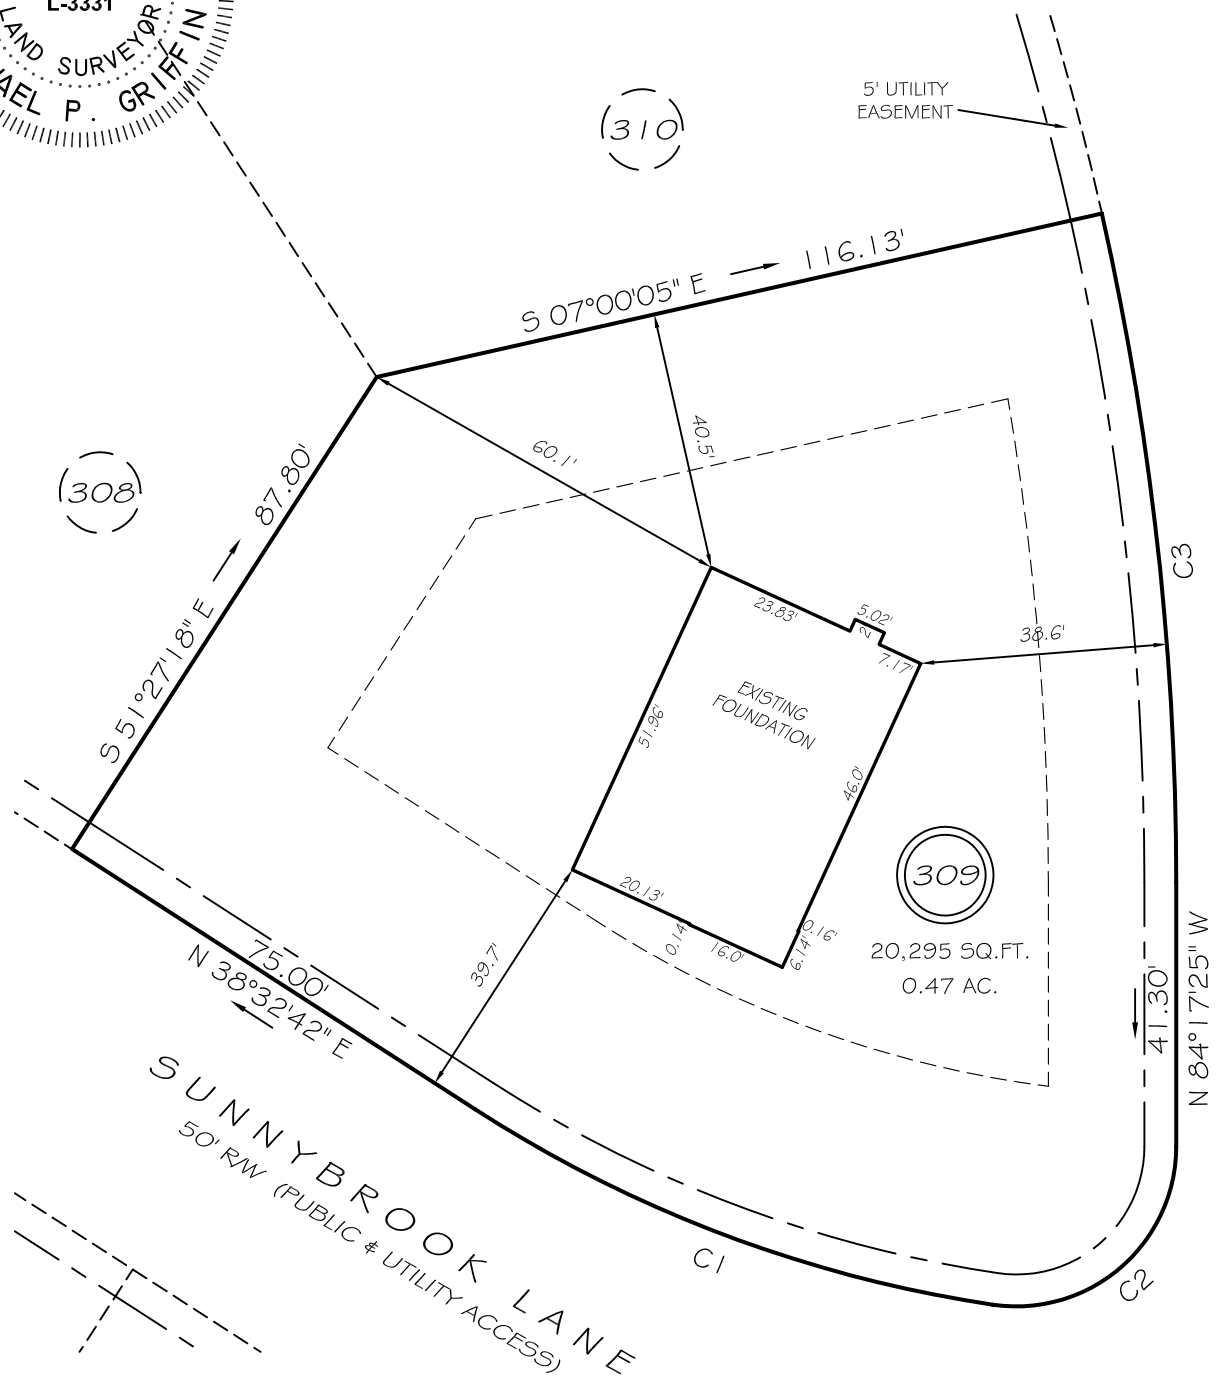 L-3331
LAND SURVEYOR
AEL P. GRIFFIN
310
5' UTILITY
EASEMENT
S 07°00'05" E
116.13'
308
S 51°27'18" E
87.80'
60.1'
40.5'
C3
23.83'
5.02'
2'
7.17'
38.6'
EXISTING
FOUNDATION
51.96'
46.0'
309
20,295 SQ.FT.
0.47 AC.
20.13'
0.14'
16.0'
6.14'
0.16'
39.7'
75.00'
N 38°32'42" E
41.30'
N 84°17'25" W
SUNNYBROOK LANE
50' R/W (PUBLIC & UTILITY ACCESS)
C1
C2